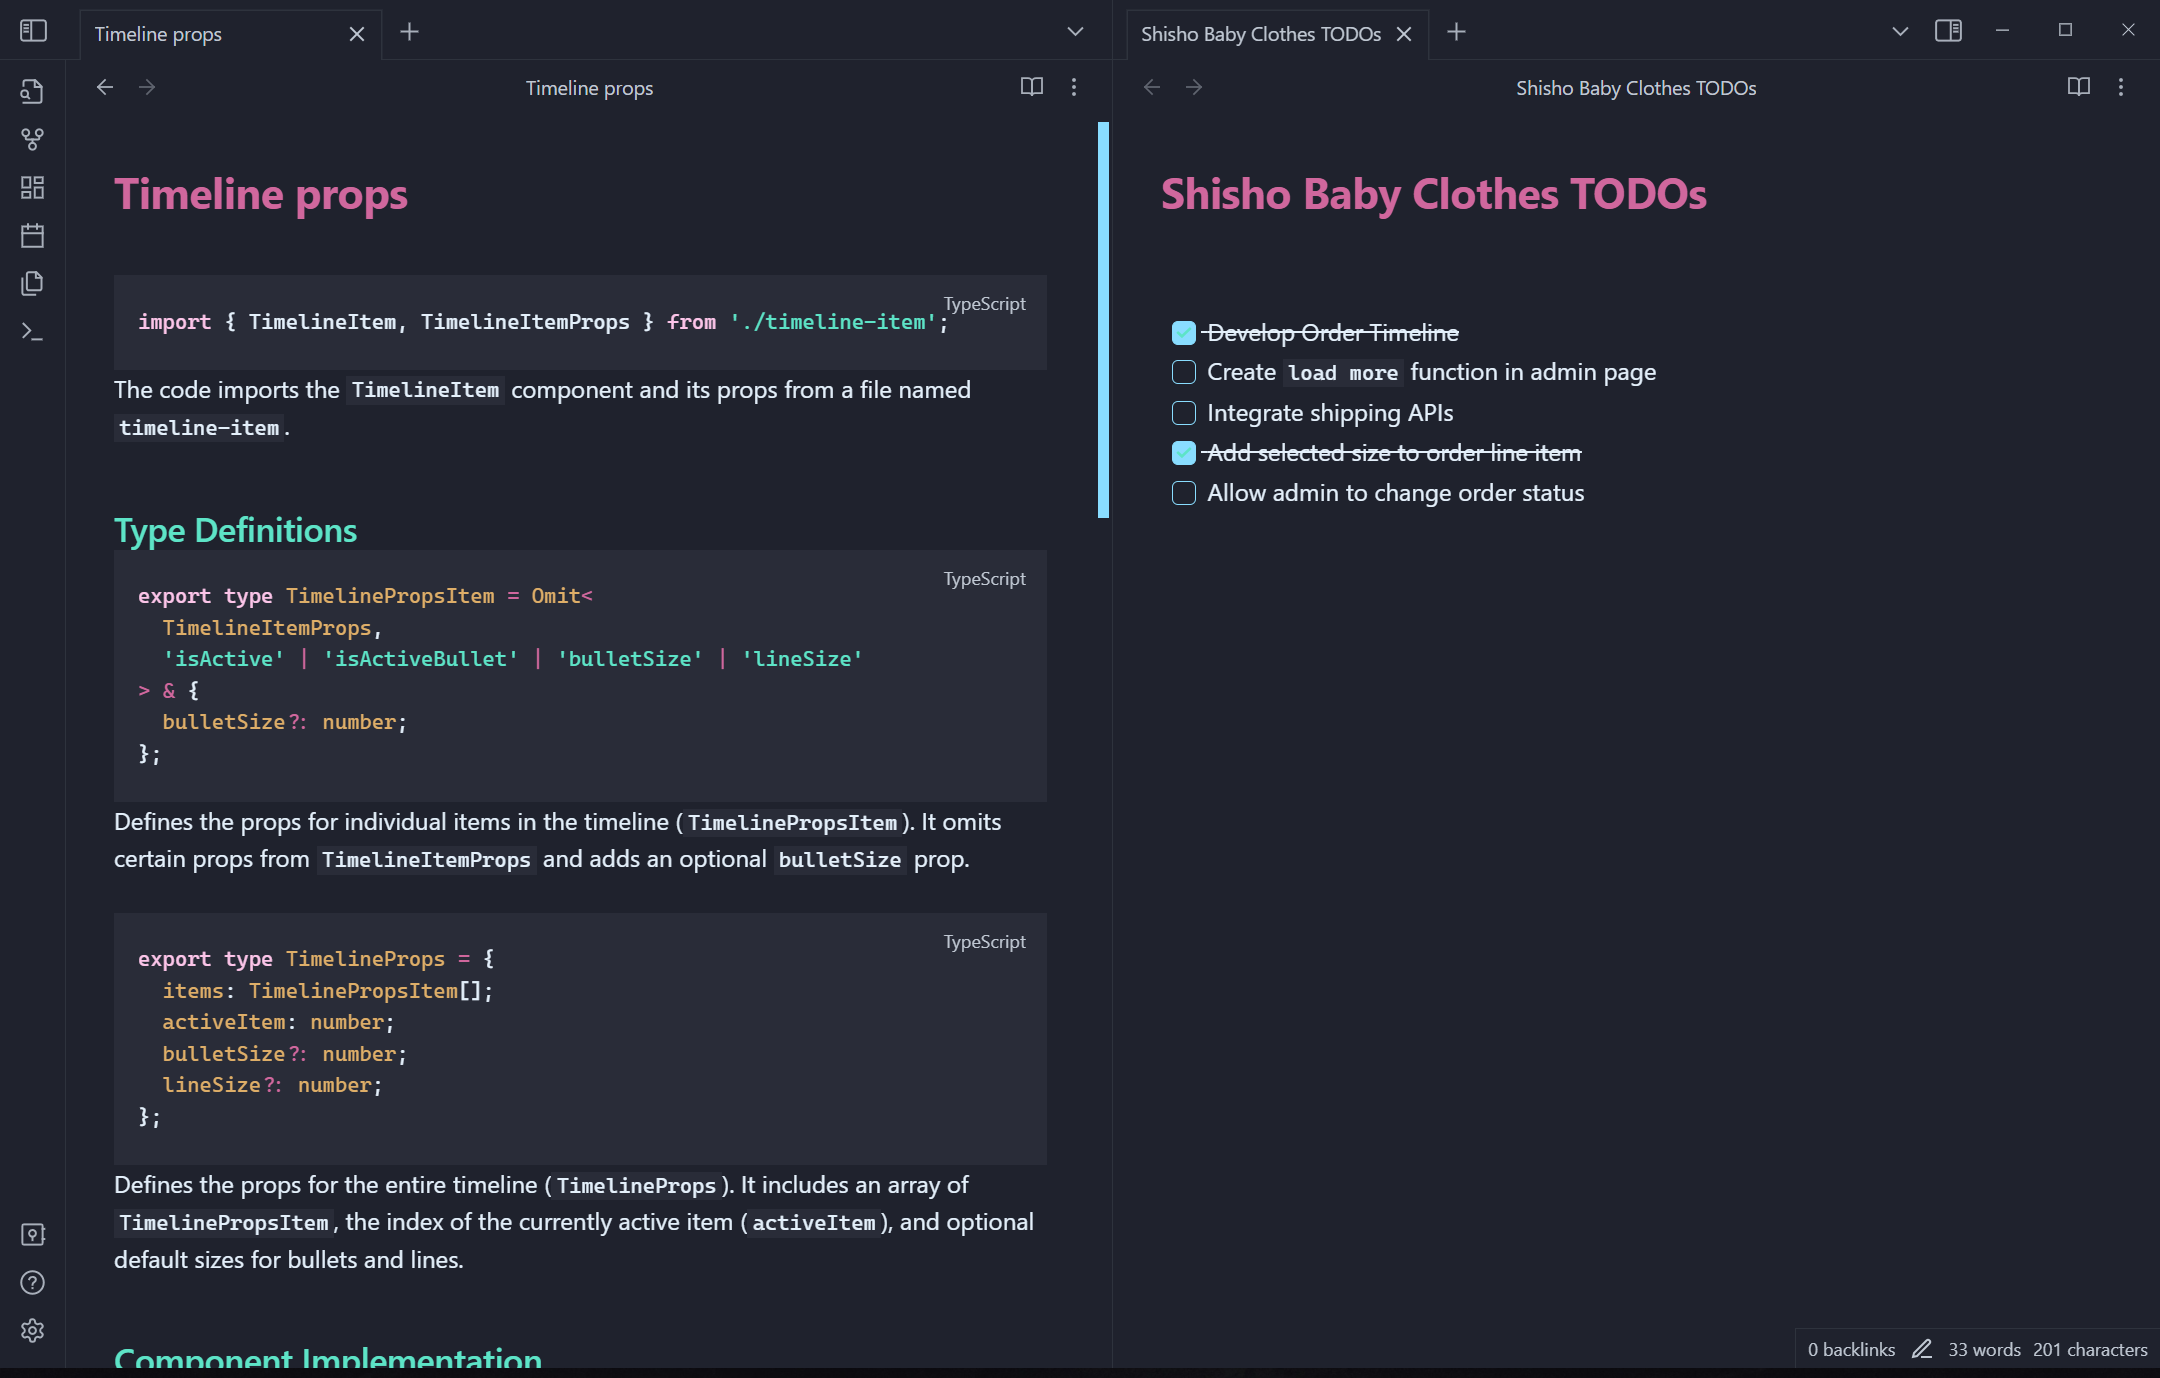 Timeline props
Timeline props
Timeline props
TypeScript
import { TimelineItem, TimelineItemProps } from './timeline-item';
The code imports the TimelineItem component and its props from a file named
timeline-item.
Type Definitions
TypeScript
export type TimelinePropsItem = Omit<
  TimelineItemProps,
  'isActive' | 'isActiveBullet' | 'bulletSize' | 'lineSize'
> & {
  bulletSize?: number;
};
Defines the props for individual items in the timeline (TimelinePropsItem). It omits
certain props from TimelineItemProps and adds an optional bulletSize prop.
TypeScript
export type TimelineProps = {
  items: TimelinePropsItem[];
  activeItem: number;
  bulletSize?: number;
  lineSize?: number;
};
Defines the props for the entire timeline (TimelineProps). It includes an array of
TimelinePropsItem, the index of the currently active item (activeItem), and optional
default sizes for bullets and lines.
Component Implementation
Shisho Baby Clothes TODOs
Shisho Baby Clothes TODOs
Shisho Baby Clothes TODOs
Develop Order Timeline
Create load more function in admin page
Integrate shipping APIs
Add selected size to order line item
Allow admin to change order status
0 backlinks 33 words 201 characters